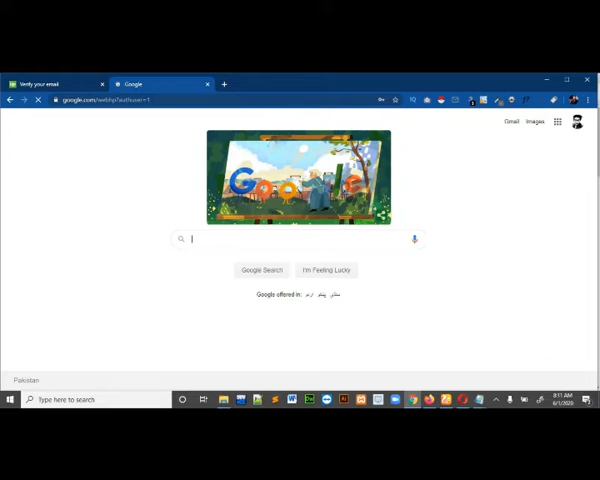 Verify your email
Google
google.com/webhp?authuser=1
Gmail Images
Google
Google Search I'm Feeling Lucky
Google offered in: اردو پښتو سنڌي
Pakistan
Type here to search
8:11 AM
6/1/2020